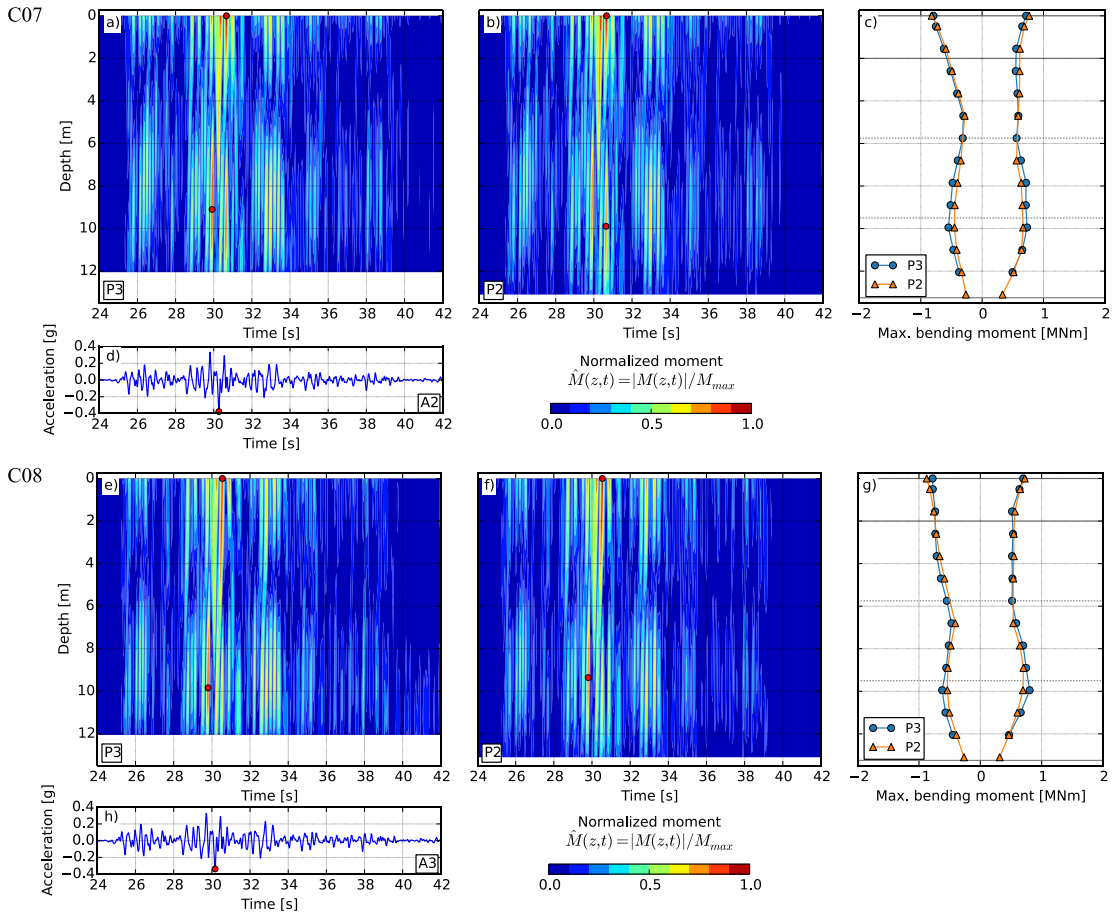 C07
a)
b)
c)
0
2
4
6
8
10
12
Depth [m]
P3
P2
P3
P2
24 26 28 30 32 34 36 38 40 42
24 26 28 30 32 34 36 38 40 42
−2 −1 0 1 2
Time [s]
Time [s]
Max. bending moment [MNm]
Acceleration [g]
0.4
0.2
0.0
−0.2
−0.4
d)
A2
24 26 28 30 32 34 36 38 40 42
Time [s]
Normalized moment
M̂(z,t)=|M(z,t)|/Mmax
0.0 0.5 1.0
C08
e)
f)
g)
0
2
4
6
8
10
12
Depth [m]
P3
P2
P3
P2
24 26 28 30 32 34 36 38 40 42
24 26 28 30 32 34 36 38 40 42
−2 −1 0 1 2
Time [s]
Time [s]
Max. bending moment [MNm]
Acceleration [g]
0.4
0.2
0.0
−0.2
−0.4
h)
A3
24 26 28 30 32 34 36 38 40 42
Time [s]
Normalized moment
M̂(z,t)=|M(z,t)|/Mmax
0.0 0.5 1.0